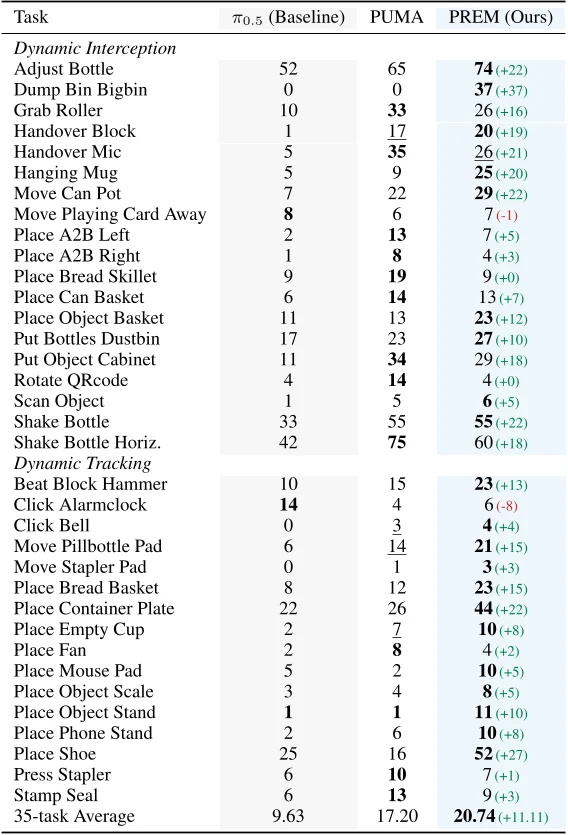 Task π0.5 (Baseline) PUMA PREM (Ours)
Dynamic Interception
Adjust Bottle 52 65 74 (+22)
Dump Bin Bigbin 0 0 37 (+37)
Grab Roller 10 33 26 (+16)
Handover Block 1 17 20 (+19)
Handover Mic 5 35 26 (+21)
Hanging Mug 5 9 25 (+20)
Move Can Pot 7 22 29 (+22)
Move Playing Card Away 8 6 7 (-1)
Place A2B Left 2 13 7 (+5)
Place A2B Right 1 8 4 (+3)
Place Bread Skillet 9 19 9 (+0)
Place Can Basket 6 14 13 (+7)
Place Object Basket 11 13 23 (+12)
Put Bottles Dustbin 17 23 27 (+10)
Put Object Cabinet 11 34 29 (+18)
Rotate QRcode 4 14 4 (+0)
Scan Object 1 5 6 (+5)
Shake Bottle 33 55 55 (+22)
Shake Bottle Horiz. 42 75 60 (+18)
Dynamic Tracking
Beat Block Hammer 10 15 23 (+13)
Click Alarmclock 14 4 6 (-8)
Click Bell 0 3 4 (+4)
Move Pillbottle Pad 6 14 21 (+15)
Move Stapler Pad 0 1 3 (+3)
Place Bread Basket 8 12 23 (+15)
Place Container Plate 22 26 44 (+22)
Place Empty Cup 2 7 10 (+8)
Place Fan 2 8 4 (+2)
Place Mouse Pad 5 2 10 (+5)
Place Object Scale 3 4 8 (+5)
Place Object Stand 1 1 11 (+10)
Place Phone Stand 2 6 10 (+8)
Place Shoe 25 16 52 (+27)
Press Stapler 6 10 7 (+1)
Stamp Seal 6 13 9 (+3)
35-task Average 9.63 17.20 20.74 (+11.11)